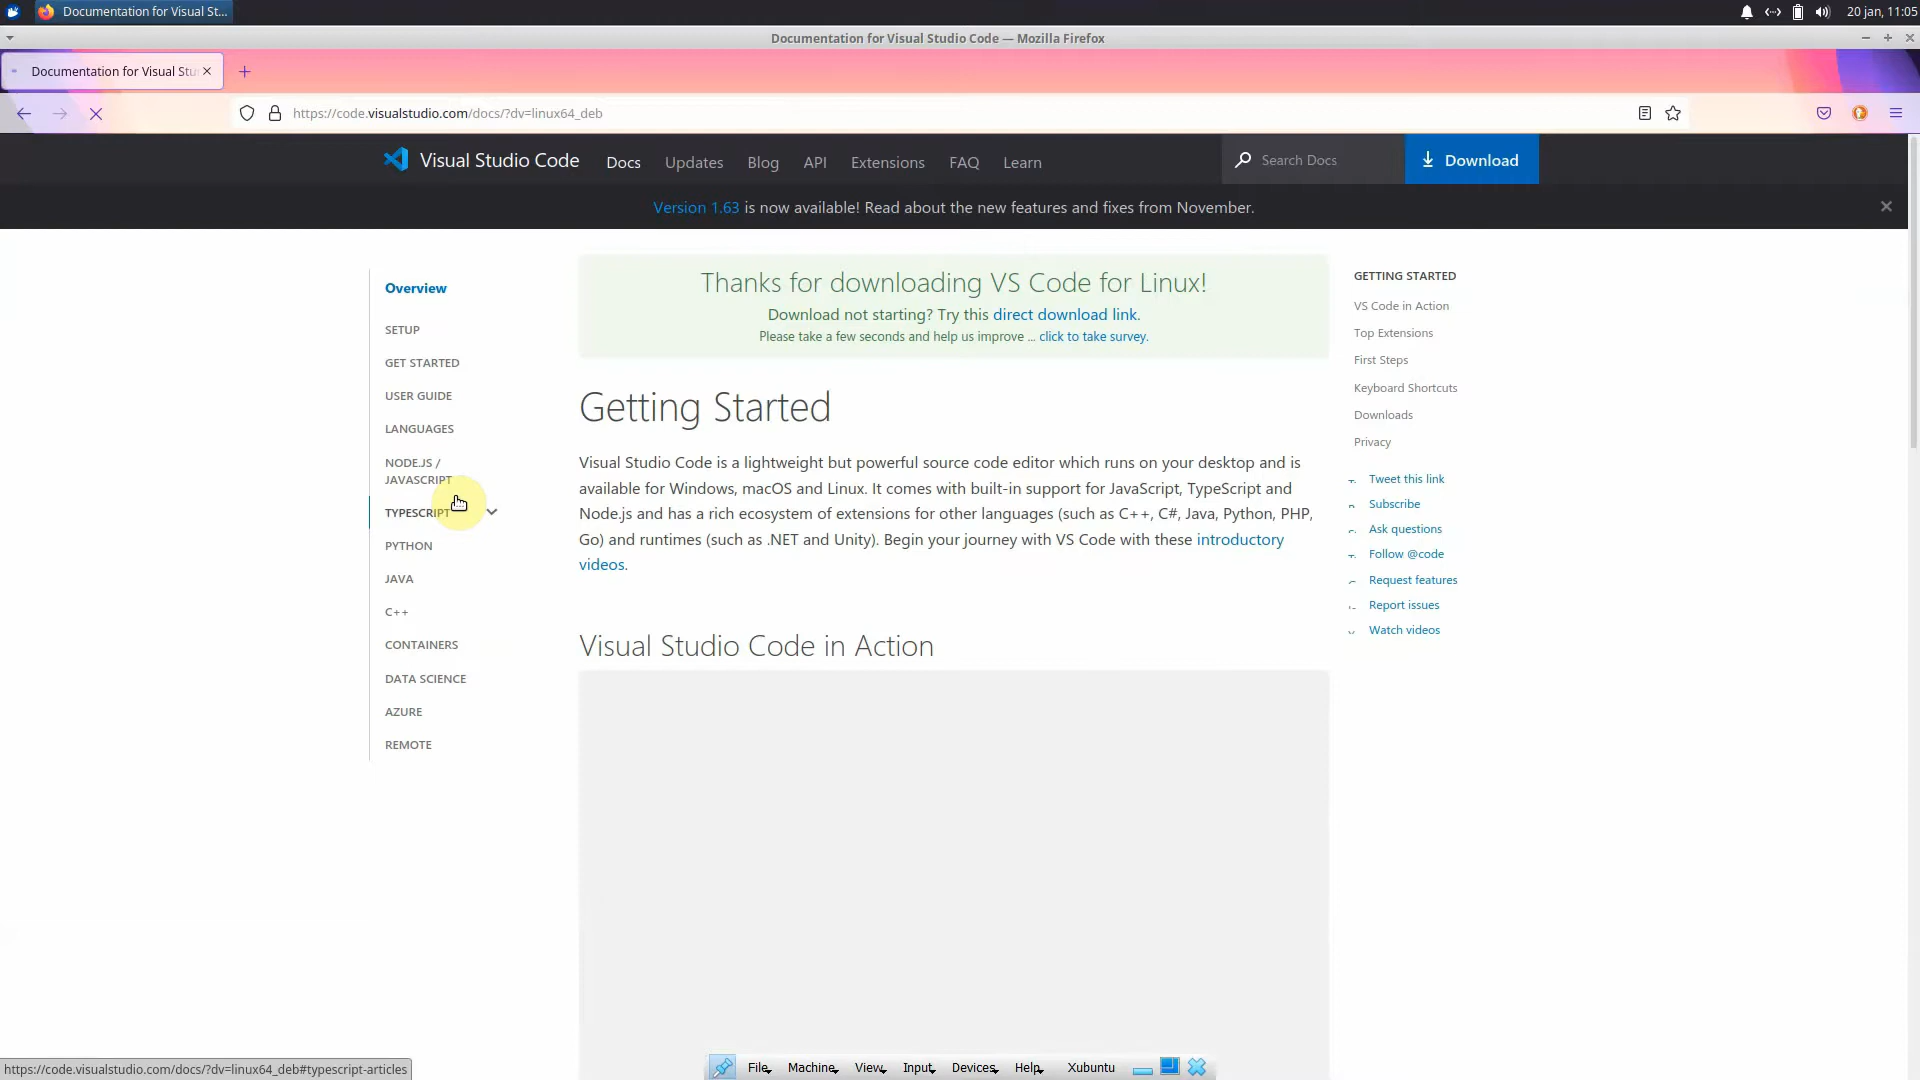 Documentation for Visual St...
20 jan, 11:05
Documentation for Visual Studio Code — Mozilla Firefox
Documentation for Visual Stu
https://code.visualstudio.com/docs/?dv=linux64_deb
Visual Studio Code
Docs
Updates
Blog
API
Extensions
FAQ
Learn
Search Docs
Download
Version 1.63 is now available! Read about the new features and fixes from November.
Overview
SETUP
GET STARTED
USER GUIDE
LANGUAGES
NODE.JS /
JAVASCRIPT
TYPESCRIPT
PYTHON
JAVA
C++
CONTAINERS
DATA SCIENCE
AZURE
REMOTE
Thanks for downloading VS Code for Linux!
Download not starting? Try this direct download link.
Please take a few seconds and help us improve ... click to take survey.
Getting Started
Visual Studio Code is a lightweight but powerful source code editor which runs on your desktop and is
available for Windows, macOS and Linux. It comes with built-in support for JavaScript, TypeScript and
Node.js and has a rich ecosystem of extensions for other languages (such as C++, C#, Java, Python, PHP,
Go) and runtimes (such as .NET and Unity). Begin your journey with VS Code with these introductory
videos.
Visual Studio Code in Action
GETTING STARTED
VS Code in Action
Top Extensions
First Steps
Keyboard Shortcuts
Downloads
Privacy
Tweet this link
Subscribe
Ask questions
Follow @code
Request features
Report issues
Watch videos
https://code.visualstudio.com/docs/?dv=linux64_deb#typescript-articles
File
Machine
View
Input
Devices
Help
Xubuntu